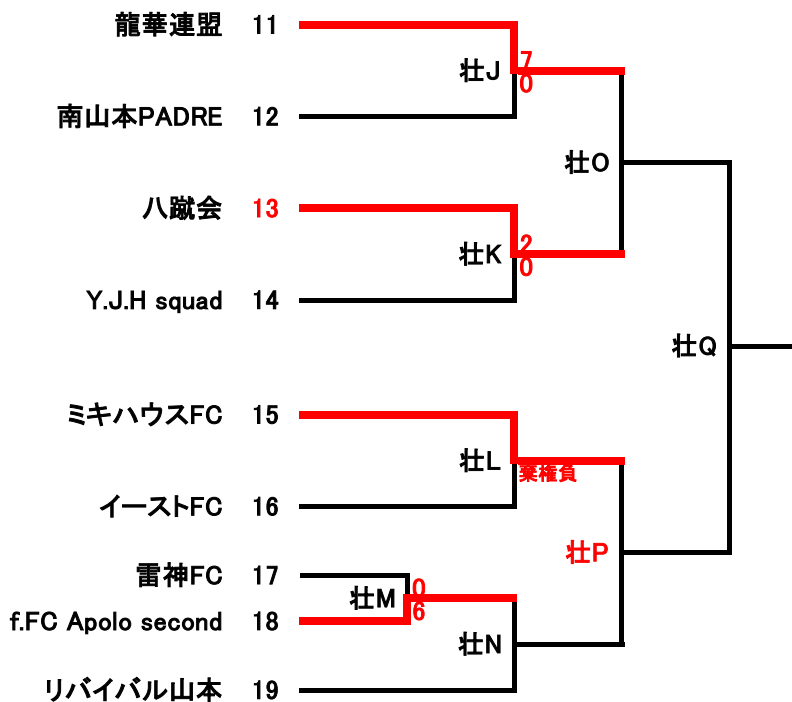 龍華連盟 11
壮J
7
0
南山本PADRE 12
壮O
八蹴会 13
壮K
2
0
Y.J.H squad 14
壮Q
ミキハウスFC 15
壮L
棄権負
イーストFC 16
壮P
雷神FC 17
壮M
0
6
f.FC Apolo second 18
壮N
リバイバル山本 19